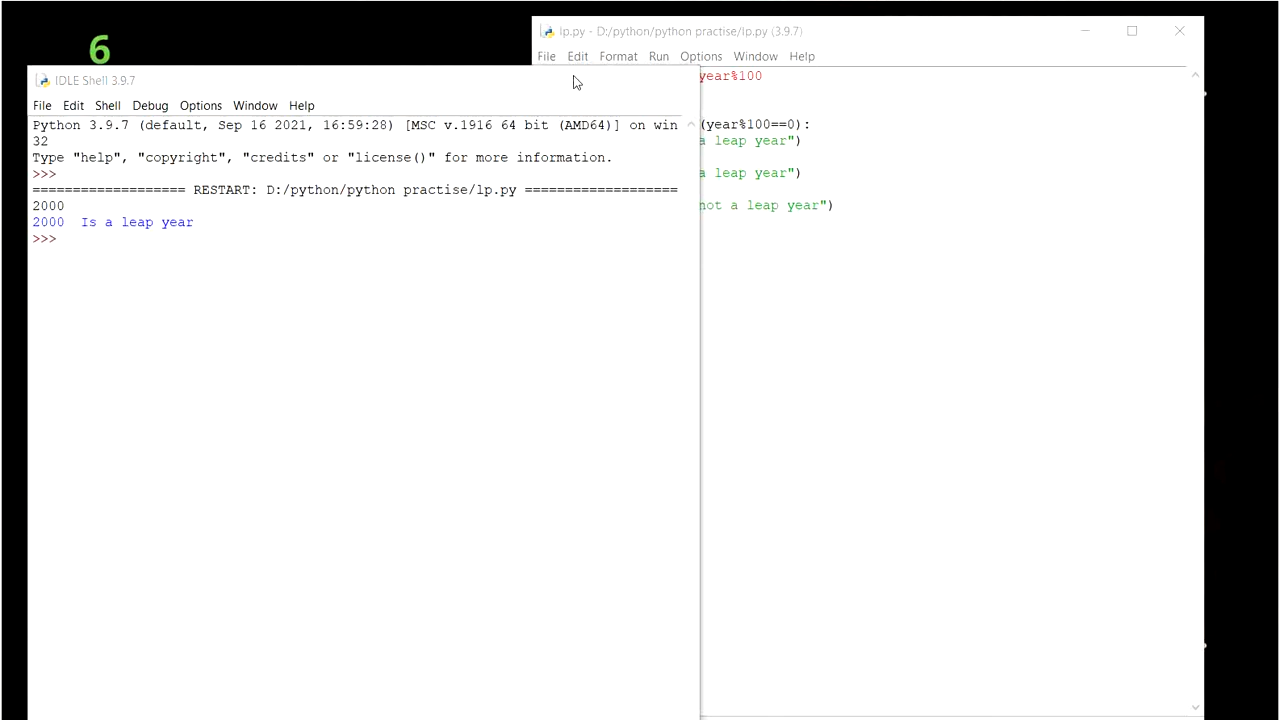 6
lp.py - D:/python/python practise/lp.py (3.9.7)
File Edit Format Run Options Window Help
year%100
(year%100==0):
a leap year")
a leap year")
not a leap year")
IDLE Shell 3.9.7
File Edit Shell Debug Options Window Help
Python 3.9.7 (default, Sep 16 2021, 16:59:28) [MSC v.1916 64 bit (AMD64)] on win
32
Type "help", "copyright", "credits" or "license()" for more information.
>>>
=================== RESTART: D:/python/python practise/lp.py ===================
2000
2000  Is a leap year
>>>